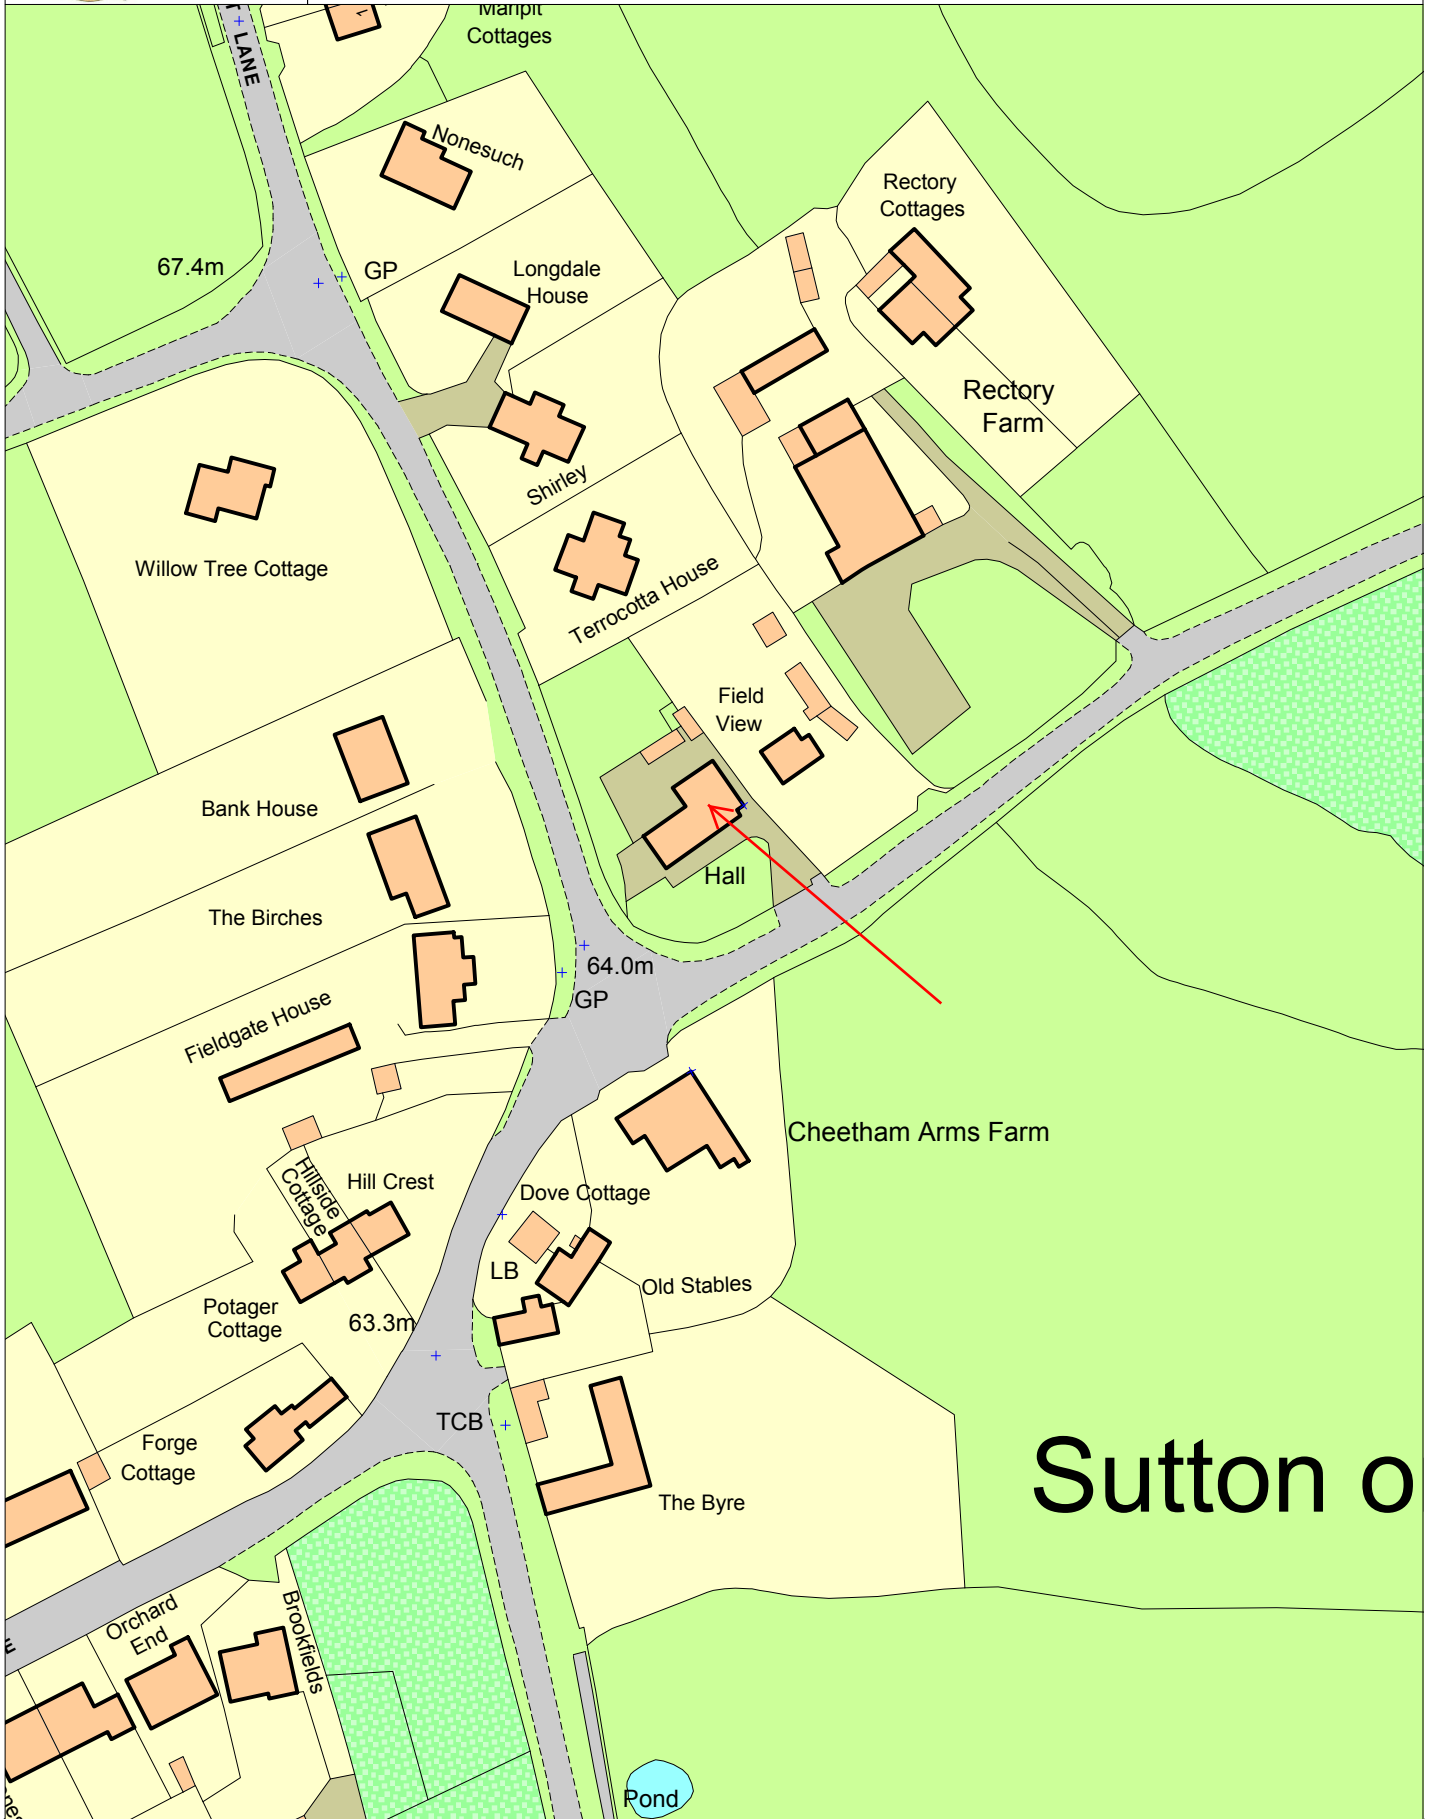 Marlpit
Cottages
1
LANE
Nonesuch
Rectory
Cottages
67.4m
GP
Longdale
House
Rectory
Farm
Shirley
Willow Tree Cottage
Terrocotta House
Field
View
Bank House
Hall
The Birches
64.0m
GP
Fieldgate House
Cheetham Arms Farm
Hillside
Cottage
Hill Crest
Dove Cottage
LB
Old Stables
Potager
Cottage
63.3m
TCB
Forge
Cottage
Sutton o
The Byre
Orchard
End
Brookfields
E
Pond